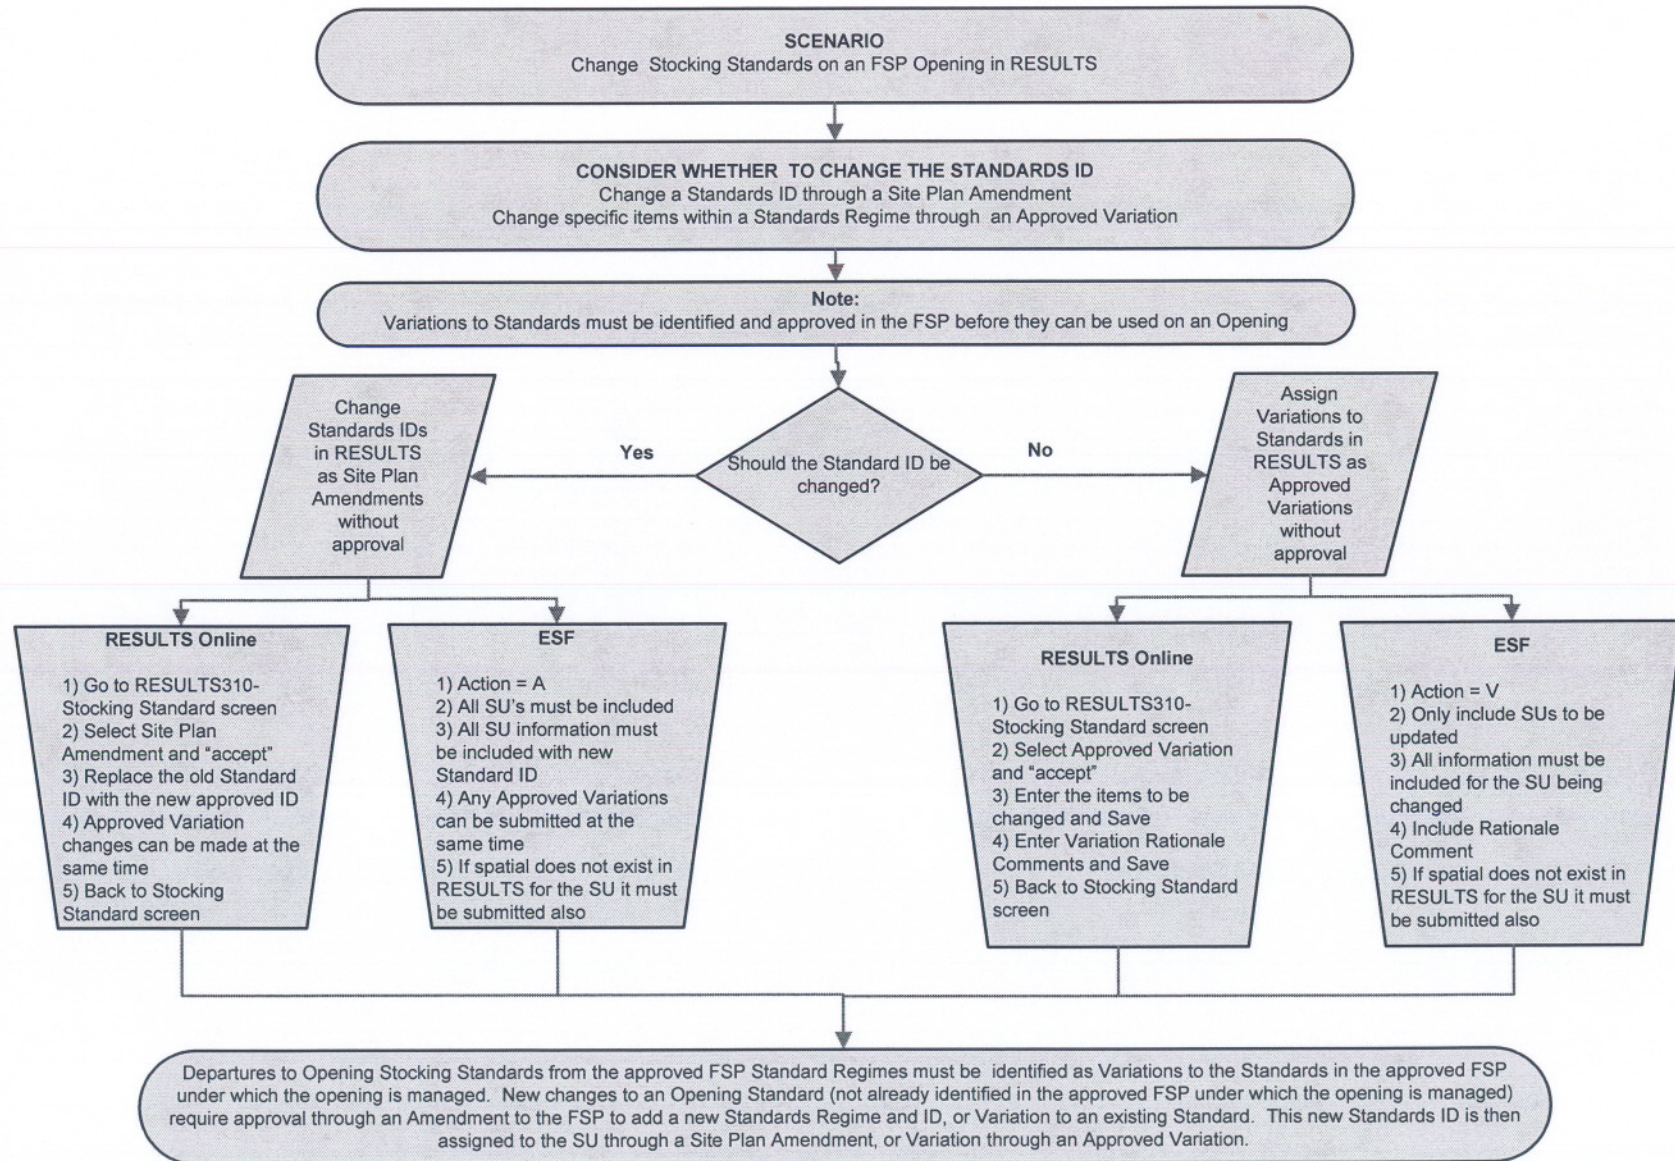 SCENARIO
Change Stocking Standards on an FSP Opening in RESULTS
CONSIDER WHETHER TO CHANGE THE STANDARDS ID
Change a Standards ID through a Site Plan Amendment
Change specific items within a Standards Regime through an Approved Variation
Note:
Variations to Standards must be identified and approved in the FSP before they can be used on an Opening
Change
Standards IDs
in RESULTS
as Site Plan
Amendments
without
approval
Yes
Should the Standard ID be
changed?
No
Assign
Variations to
Standards in
RESULTS as
Approved
Variations
without
approval
RESULTS Online
1) Go to RESULTS310-
Stocking Standard screen
2) Select Site Plan
Amendment and "accept"
3) Replace the old Standard
ID with the new approved ID
4) Approved Variation
changes can be made at the
same time
5) Back to Stocking
Standard screen
ESF
1) Action = A
2) All SU's must be included
3) All SU information must
be included with new
Standard ID
4) Any Approved Variations
can be submitted at the
same time
5) If spatial does not exist in
RESULTS for the SU it must
be submitted also
RESULTS Online
1) Go to RESULTS310-
Stocking Standard screen
2) Select Approved Variation
and "accept"
3) Enter the items to be
changed and Save
4) Enter Variation Rationale
Comments and Save
5) Back to Stocking Standard
screen
ESF
1) Action = V
2) Only include SUs to be
updated
3) All information must be
included for the SU being
changed
4) Include Rationale
Comment
5) If spatial does not exist in
RESULTS for the SU it must
be submitted also
Departures to Opening Stocking Standards from the approved FSP Standard Regimes must be identified as Variations to the Standards in the approved FSP
under which the opening is managed. New changes to an Opening Standard (not already identified in the approved FSP under which the opening is managed)
require approval through an Amendment to the FSP to add a new Standards Regime and ID, or Variation to an existing Standard. This new Standards ID is then
assigned to the SU through a Site Plan Amendment, or Variation through an Approved Variation.